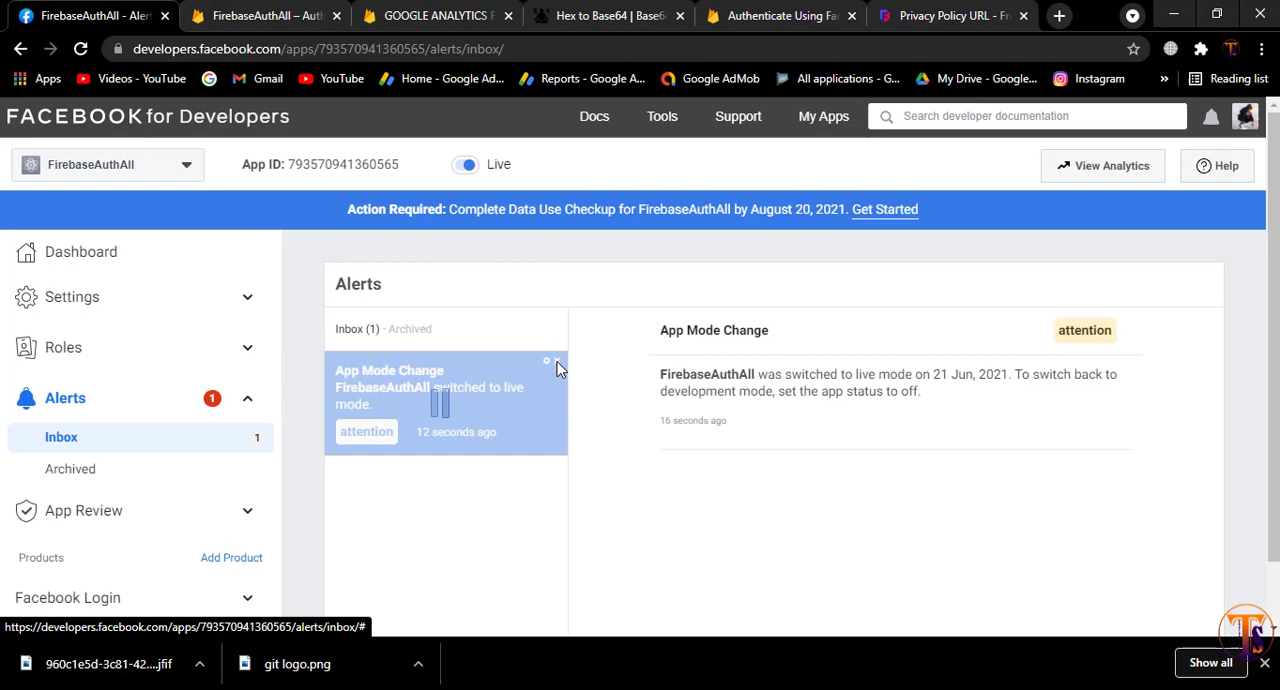 FirebaseAuthAll - Alert
FirebaseAuthAll – Auth
GOOGLE ANALYTICS F
Hex to Base64 | Base6
Authenticate Using Fa
Privacy Policy URL - Fre
developers.facebook.com/apps/793570941360565/alerts/inbox/
Apps
Videos - YouTube
Gmail
YouTube
Home - Google Ad...
Reports - Google A...
Google AdMob
All applications - G...
My Drive - Google...
Instagram
»
Reading list
FACEBOOK for Developers
Docs
Tools
Support
My Apps
Search developer documentation
FirebaseAuthAll
App ID: 793570941360565
Live
View Analytics
Help
Action Required: Complete Data Use Checkup for FirebaseAuthAll by August 20, 2021. Get Started
Dashboard
Settings
Roles
Alerts
1
Inbox
1
Archived
App Review
Products
Add Product
Facebook Login
Alerts
Inbox (1) · Archived
App Mode Change
FirebaseAuthAll switched to live
mode.
attention
12 seconds ago
App Mode Change
attention
FirebaseAuthAll was switched to live mode on 21 Jun, 2021. To switch back to
development mode, set the app status to off.
16 seconds ago
https://developers.facebook.com/apps/793570941360565/alerts/inbox/#
960c1e5d-3c81-42....jfif
git logo.png
Show all
TS